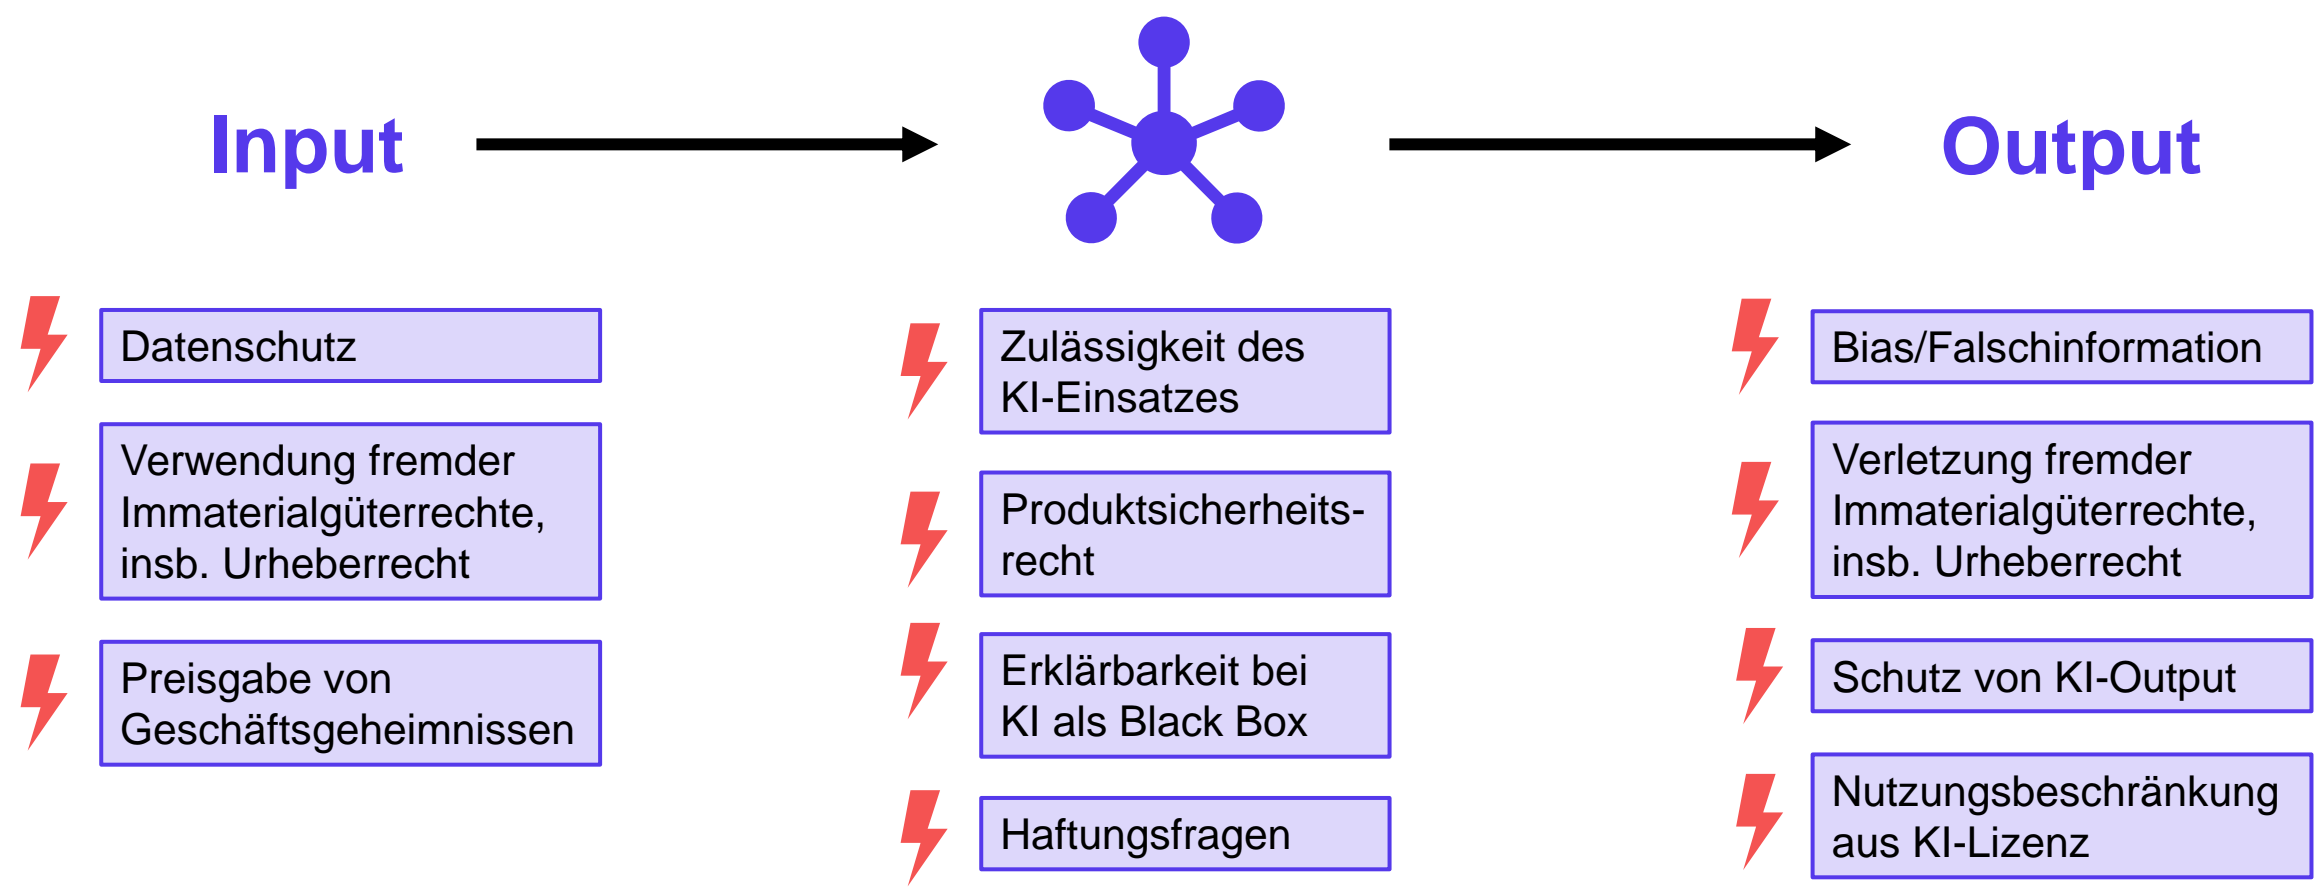 Input
Output
Datenschutz
Verwendung fremder
Immaterialgüterrechte,
insb. Urheberrecht
Preisgabe von
Geschäftsgeheimnissen
Zulässigkeit des
KI-Einsatzes
Produktsicherheits-
recht
Erklärbarkeit bei
KI als Black Box
Haftungsfragen
Bias/Falschinformation
Verletzung fremder
Immaterialgüterrechte,
insb. Urheberrecht
Schutz von KI-Output
Nutzungsbeschränkung
aus KI-Lizenz